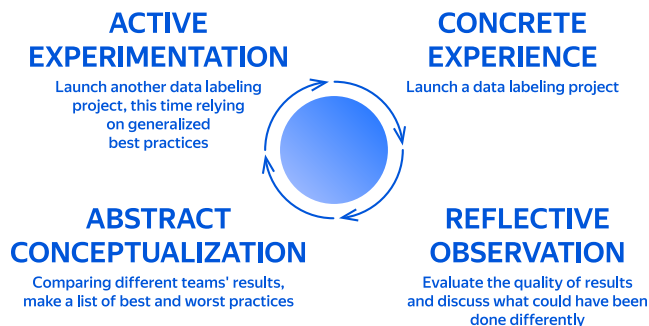 ACTIVE
EXPERIMENTATION
Launch another data labeling
project, this time relying
on generalized
best practices
CONCRETE
EXPERIENCE
Launch a data labeling project
ABSTRACT
CONCEPTUALIZATION
Comparing different teams' results,
make a list of best and worst practices
REFLECTIVE
OBSERVATION
Evaluate the quality of results
and discuss what could have been
done differently